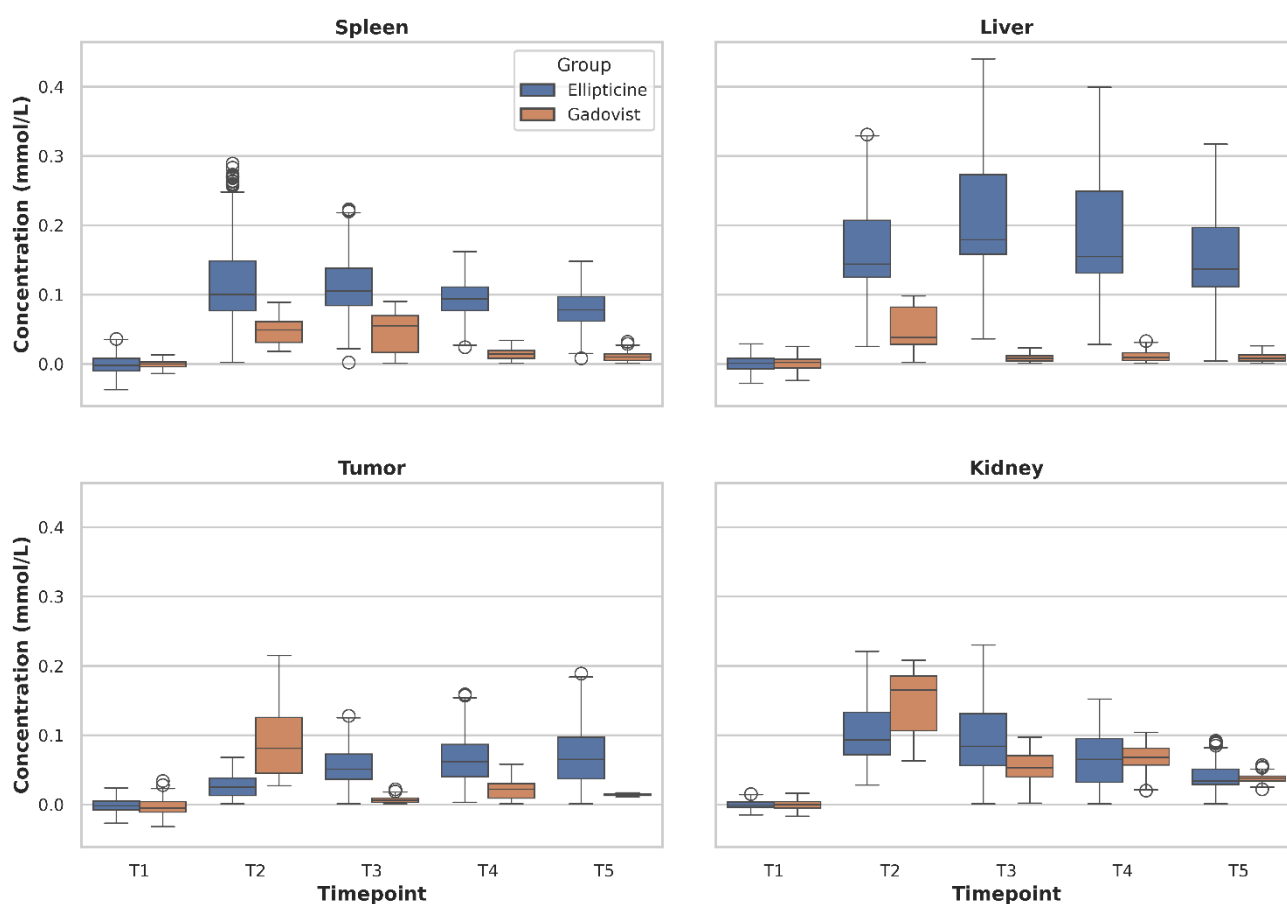 Spleen
Liver
Group
Ellipticine
Gadovist
Concentration (mmol/L)
0.4
0.3
0.2
0.1
0.0
Tumor
Kidney
Concentration (mmol/L)
0.4
0.3
0.2
0.1
0.0
T1 T2 T3 T4 T5
T1 T2 T3 T4 T5
Timepoint
Timepoint